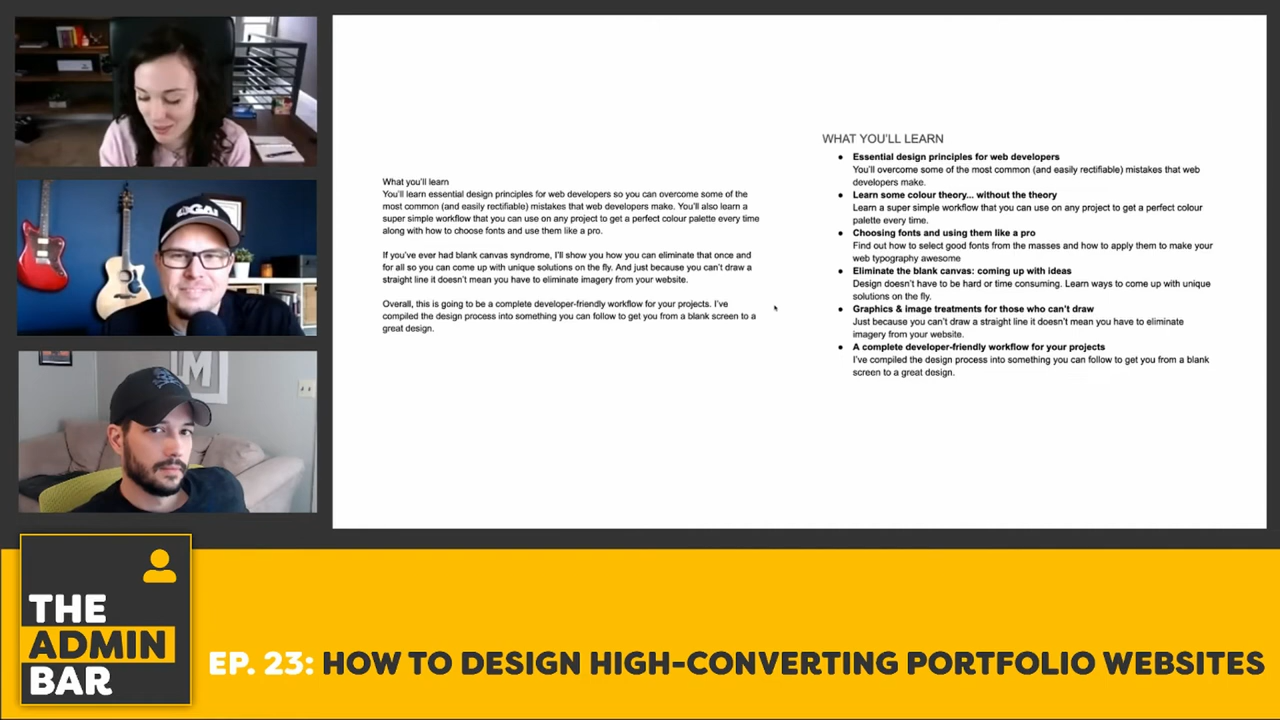 What you'll learn
You'll learn essential design principles for web developers so you can overcome some of the
most common (and easily rectifiable) mistakes that web developers make. You'll also learn a
super simple workflow that you can use on any project to get a perfect colour palette every time
along with how to choose fonts and use them like a pro.
If you've ever had blank canvas syndrome, I'll show you how you can eliminate that once and
for all so you can come up with unique solutions on the fly. And just because you can't draw a
straight line it doesn't mean you have to eliminate imagery from your website.
Overall, this is going to be a complete developer-friendly workflow for your projects. I've
compiled the design process into something you can follow to get you from a blank screen to a
great design.
WHAT YOU'LL LEARN
● Essential design principles for web developers
You'll overcome some of the most common (and easily rectifiable) mistakes that web
developers make.
● Learn some colour theory... without the theory
Learn a super simple workflow that you can use on any project to get a perfect colour
palette every time.
● Choosing fonts and using them like a pro
Find out how to select good fonts from the masses and how to apply them to make your
web typography awesome
● Eliminate the blank canvas: coming up with ideas
Design doesn't have to be hard or time consuming. Learn ways to come up with unique
solutions on the fly.
● Graphics & image treatments for those who can't draw
Just because you can't draw a straight line it doesn't mean you have to eliminate
imagery from your website.
● A complete developer-friendly workflow for your projects
I've compiled the design process into something you can follow to get you from a blank
screen to a great design.
M
THE
ADMIN
BAR
EP. 23: HOW TO DESIGN HIGH-CONVERTING PORTFOLIO WEBSITES